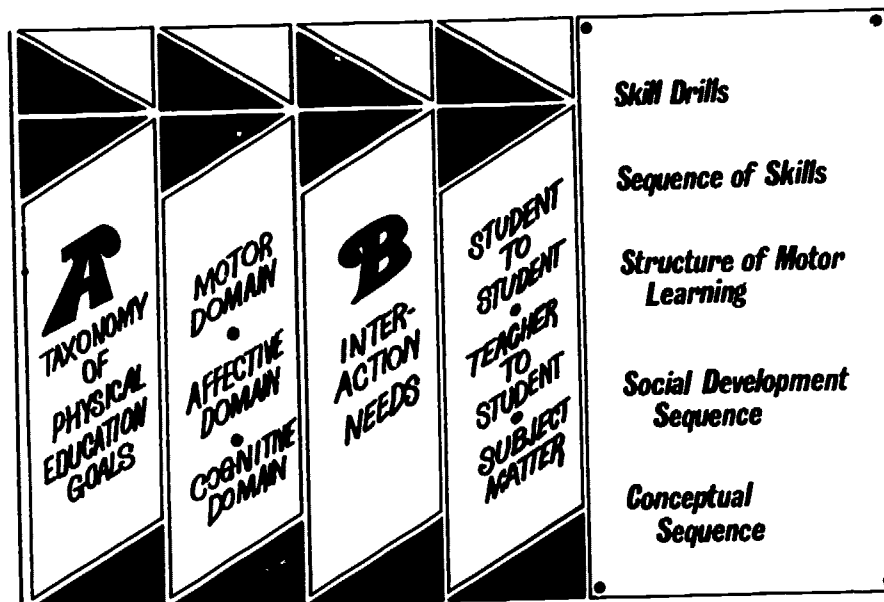 A
TAXONOMY
OF
PHYSICAL
EDUCATION
GOALS
MOTOR
DOMAIN
•
AFFECTIVE
DOMAIN
•
COGNITIVE
DOMAIN
B
INTER-
ACTION
NEEDS
STUDENT
TO
STUDENT
•
TEACHER
TO
STUDENT
•
SUBJECT
MATTER
Skill Drills
Sequence of Skills
Structure of Motor
Learning
Social Development
Sequence
Conceptual
Sequence